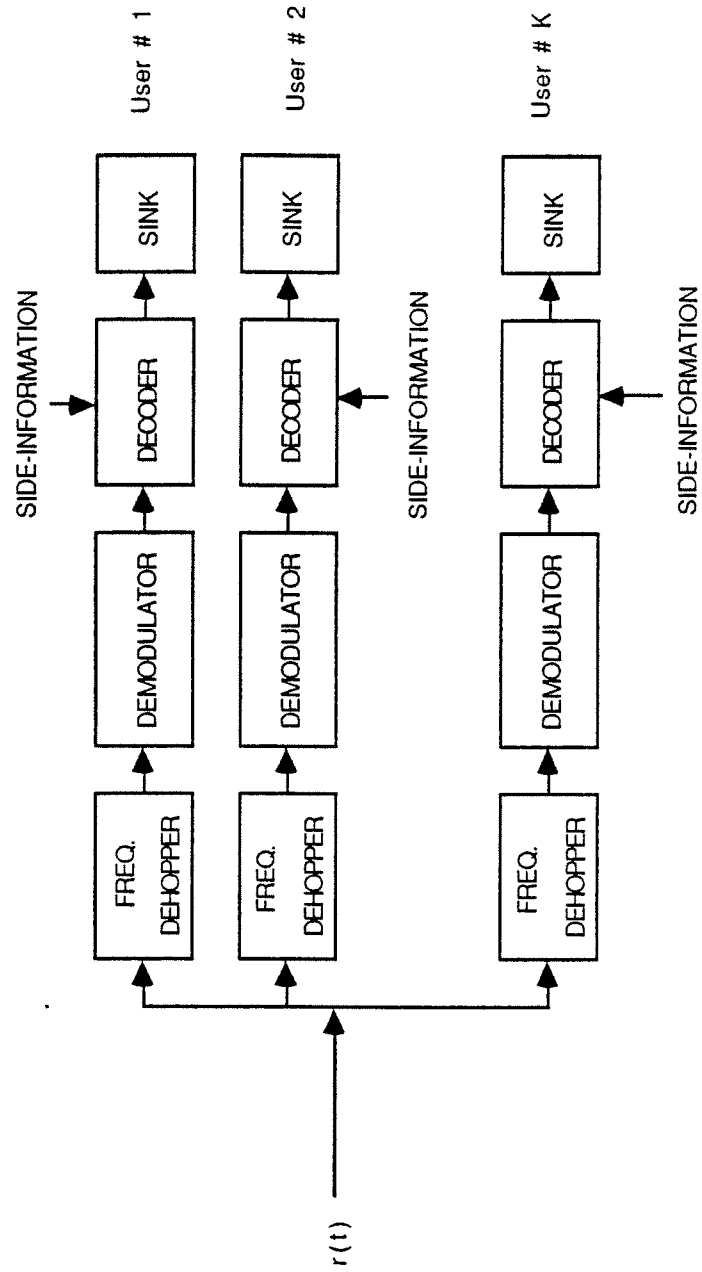 r(t)
FREQ.
DEHOPPER
DEMODULATOR
DECODER
SINK
User # 1
SIDE-INFORMATION
FREQ.
DEHOPPER
DEMODULATOR
DECODER
SINK
User # 2
SIDE-INFORMATION
FREQ.
DEHOPPER
DEMODULATOR
DECODER
SINK
User # K
SIDE-INFORMATION